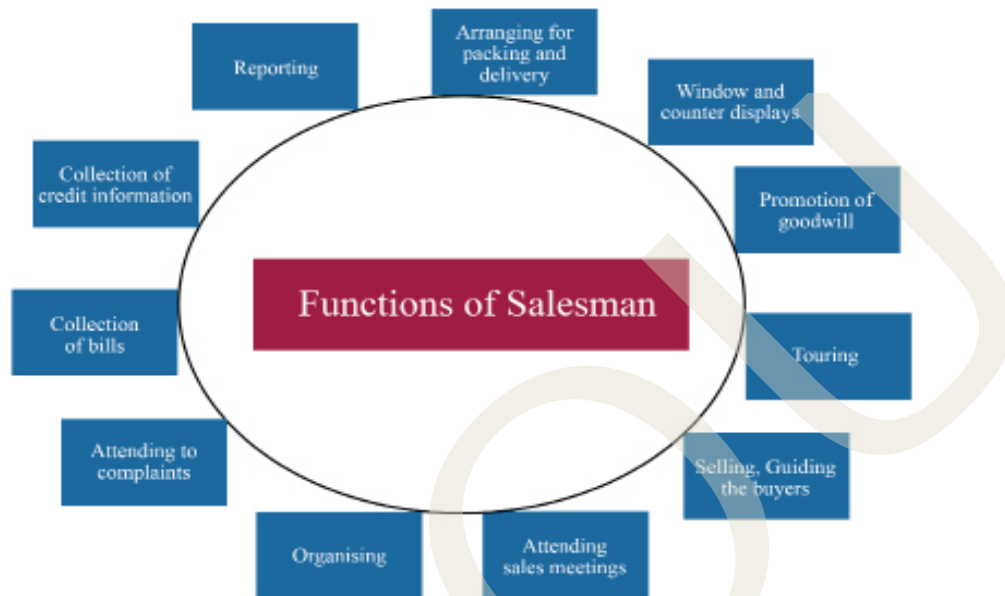 Arranging for
packing and
delivery
Reporting
Window and
counter displays
Collection of
credit information
Promotion of
goodwill
Functions of Salesman
Collection
of bills
Touring
Attending to
complaints
Selling, Guiding
the buyers
Organising
Attending
sales meetings